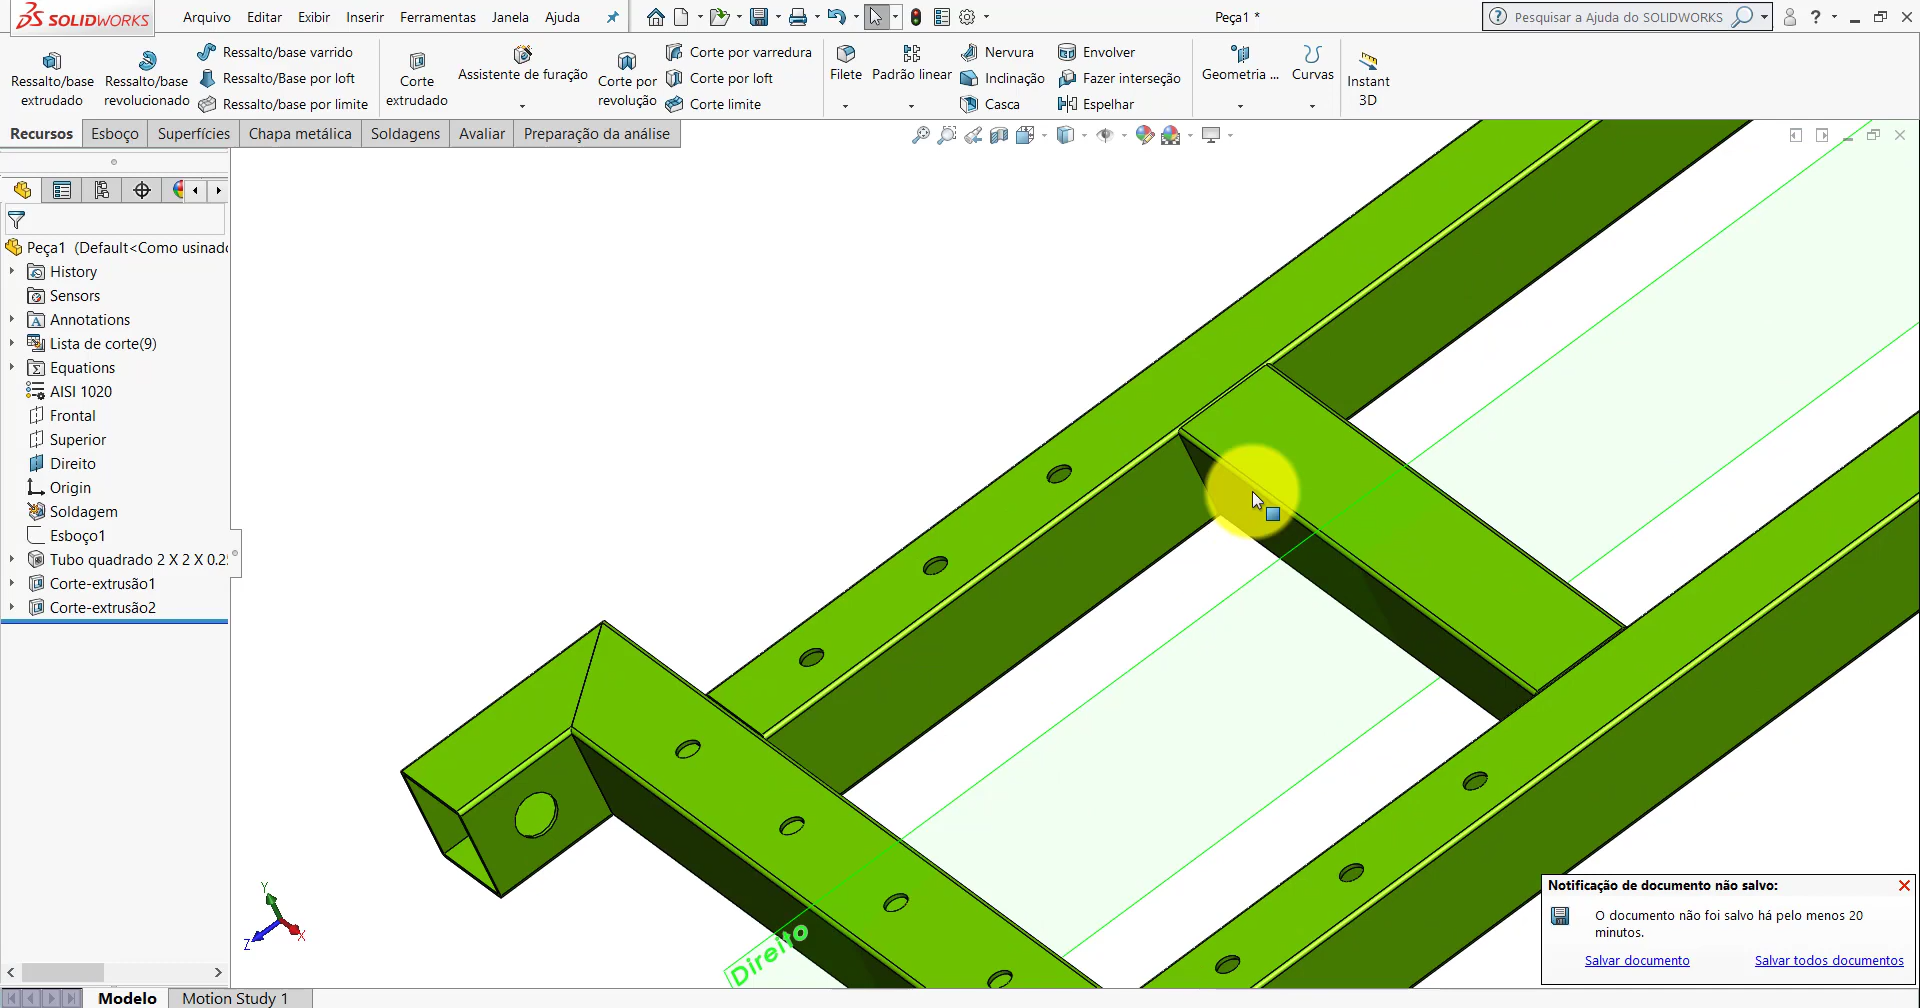 SOLIDWORKS
Arquivo Editar Exibir Inserir Ferramentas Janela Ajuda
Peça1 *
Pesquisar a Ajuda do SOLIDWORKS
Ressalto/base extrudado
Ressalto/base revolucionado
Ressalto/base varrido
Ressalto/Base por loft
Ressalto/base por limite
Corte extrudado
Assistente de furação
Corte por revolução
Corte por varredura
Corte por loft
Corte limite
Filete
Padrão linear
Nervura
Inclinação
Casca
Envolver
Fazer interseção
Espelhar
Geometria ...
Curvas
Instant 3D
Recursos Esboço Superfícies Chapa metálica Soldagens Avaliar Preparação da análise
Peça1 (Default<Como usinado
History
Sensors
Annotations
Lista de corte(9)
Equations
AISI 1020
Frontal
Superior
Direito
Origin
Soldagem
Esboço1
Tubo quadrado 2 X 2 X 0.2
Corte-extrusão1
Corte-extrusão2
Direito
Y
Z
X
Notificação de documento não salvo:
O documento não foi salvo há pelo menos 20
minutos.
Salvar documento Salvar todos documentos
Modelo Motion Study 1